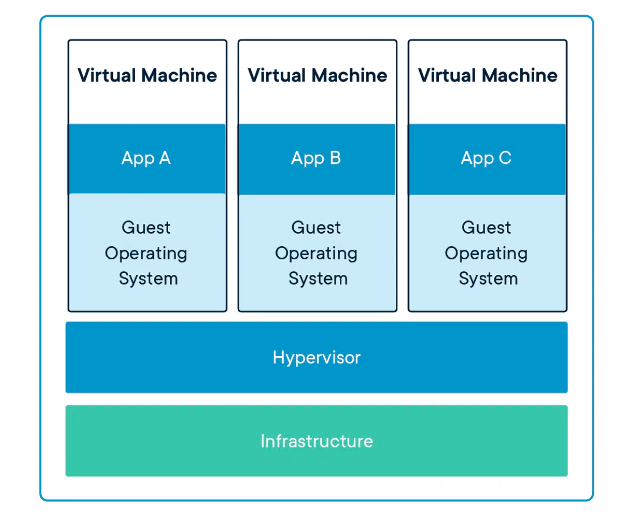 Virtual Machine
App A
Guest
Operating
System
Virtual Machine
App B
Guest
Operating
System
Virtual Machine
App C
Guest
Operating
System
Hypervisor
Infrastructure